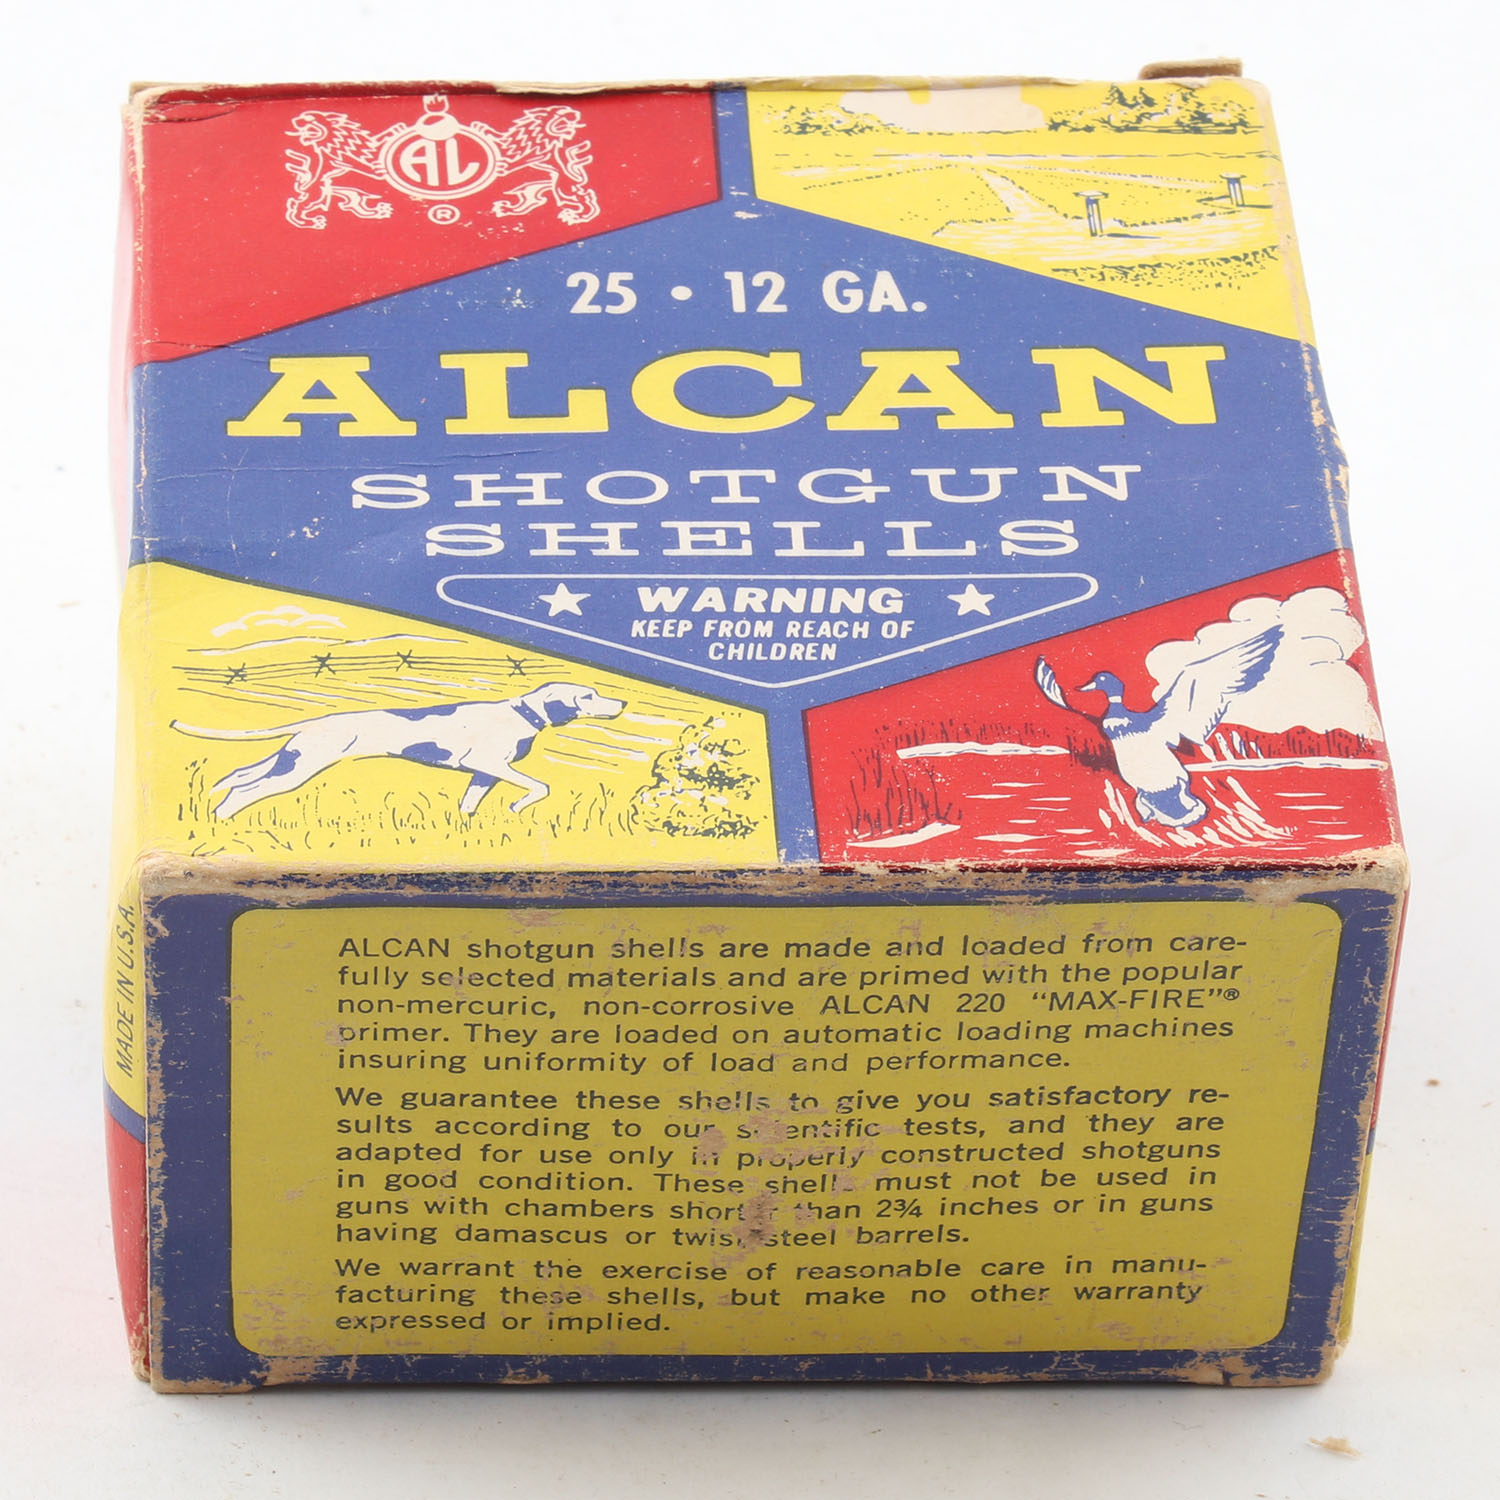 AL
®
25 • 12 GA.
ALCAN
SHOTGUN
SHELLS
★ WARNING ★
KEEP FROM REACH OF
CHILDREN
MADE IN U.S.A.
ALCAN shotgun shells are made and loaded from care-
fully selected materials and are primed with the popular
non-mercuric, non-corrosive ALCAN 220 “MAX-FIRE”®
primer. They are loaded on automatic loading machines
insuring uniformity of load and performance.
We guarantee these shells to give you satisfactory re-
sults according to our scientific tests, and they are
adapted for use only in properly constructed shotguns
in good condition. These shells must not be used in
guns with chambers shorter than 2¾ inches or in guns
having damascus or twist steel barrels.
We warrant the exercise of reasonable care in manu-
facturing these shells, but make no other warranty
expressed or implied.